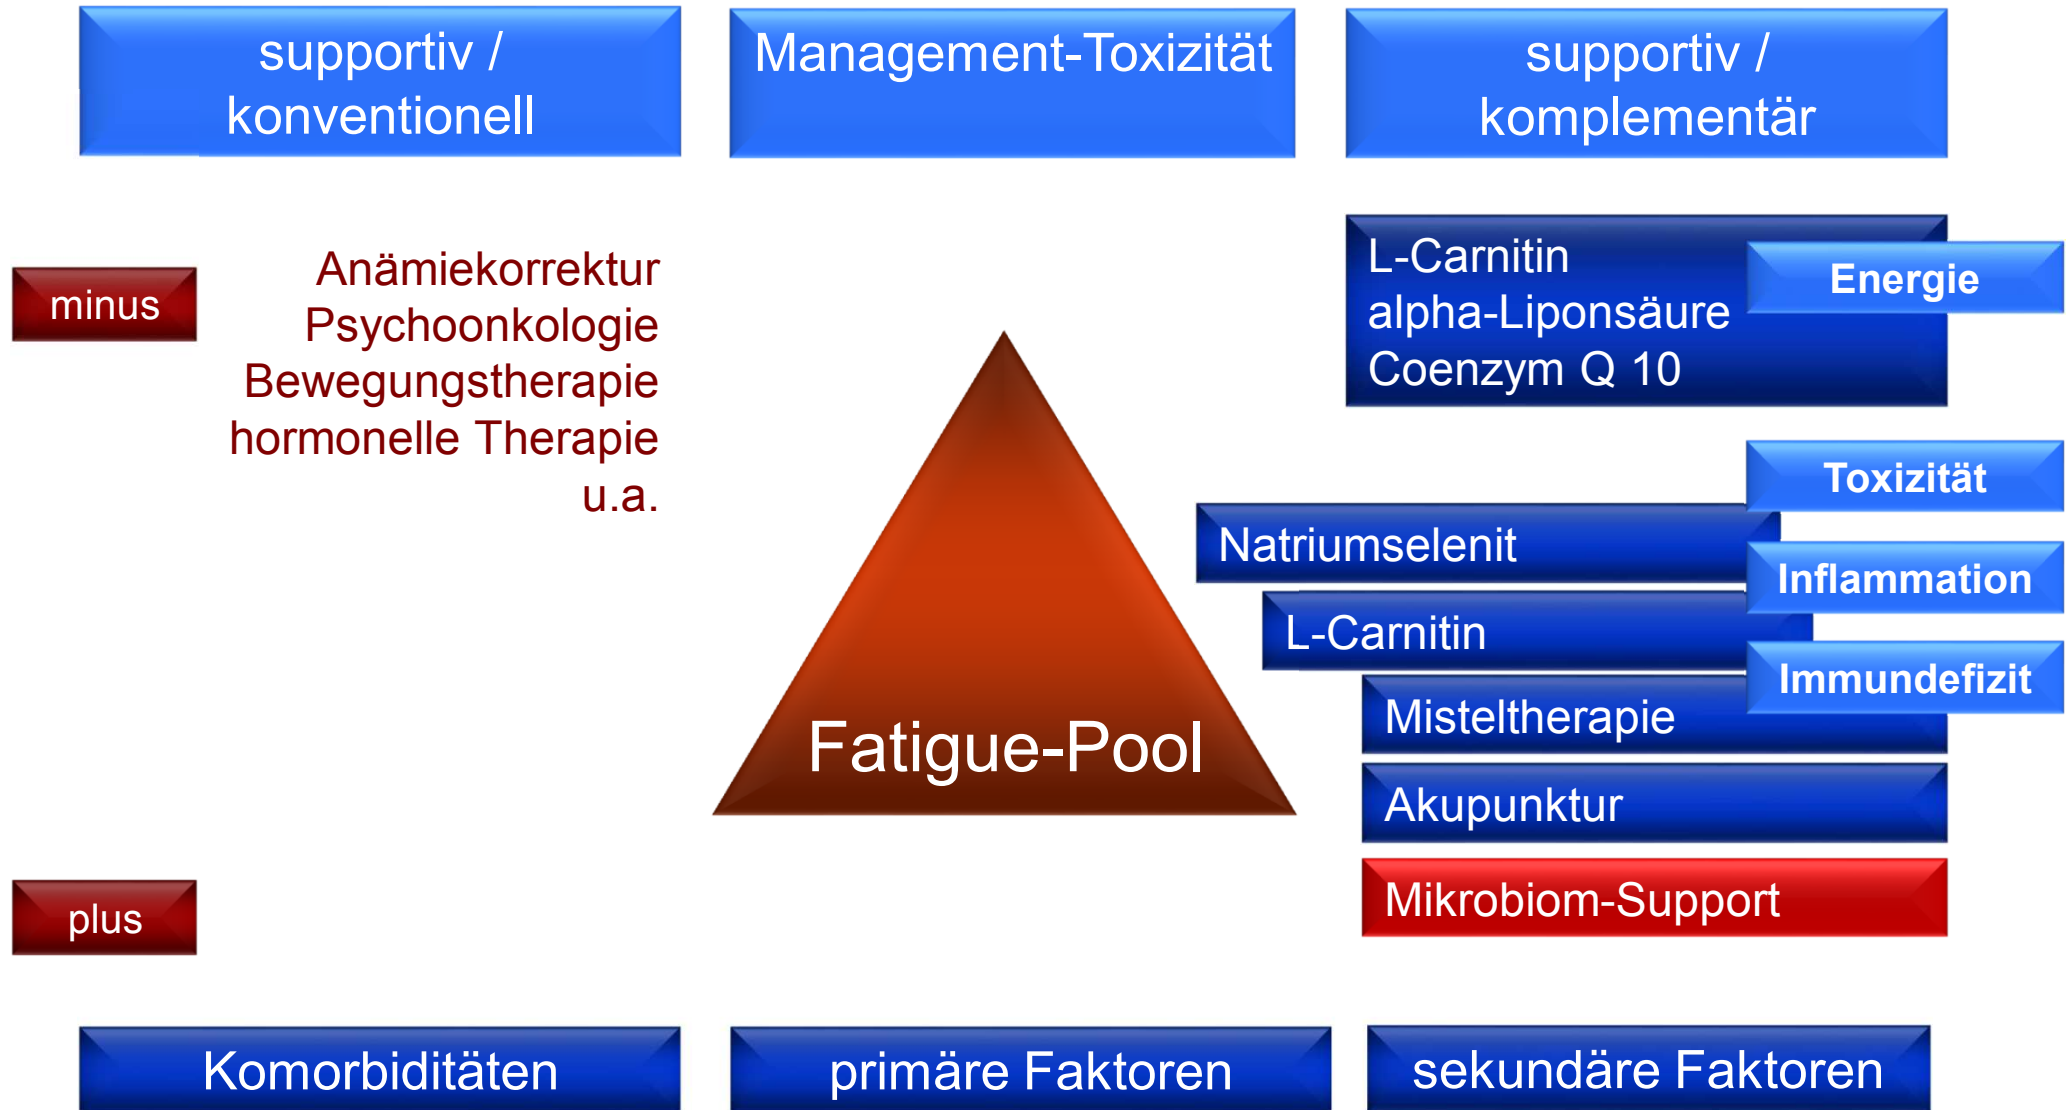 supportiv /
konventionell
Management-Toxizität
supportiv /
komplementär
minus
Anämiekorrektur
Psychoonkologie
Bewegungstherapie
hormonelle Therapie
u.a.
L-Carnitin
alpha-Liponsäure
Coenzym Q 10
Energie
Toxizität
Natriumselenit
Inflammation
L-Carnitin
Immundefizit
Misteltherapie
Fatigue-Pool
Akupunktur
Mikrobiom-Support
plus
Komorbiditäten
primäre Faktoren
sekundäre Faktoren